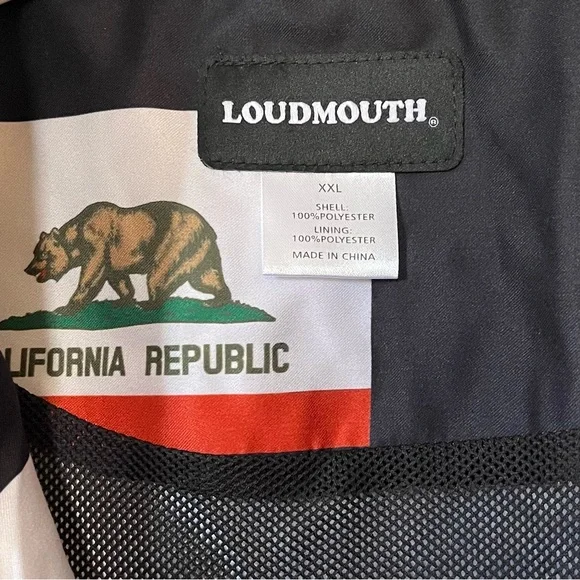 LOUDMOUTH®
XXL
SHELL:
100%POLYESTER
LINING:
100%POLYESTER
MADE IN CHINA
LIFORNIA REPUBLIC